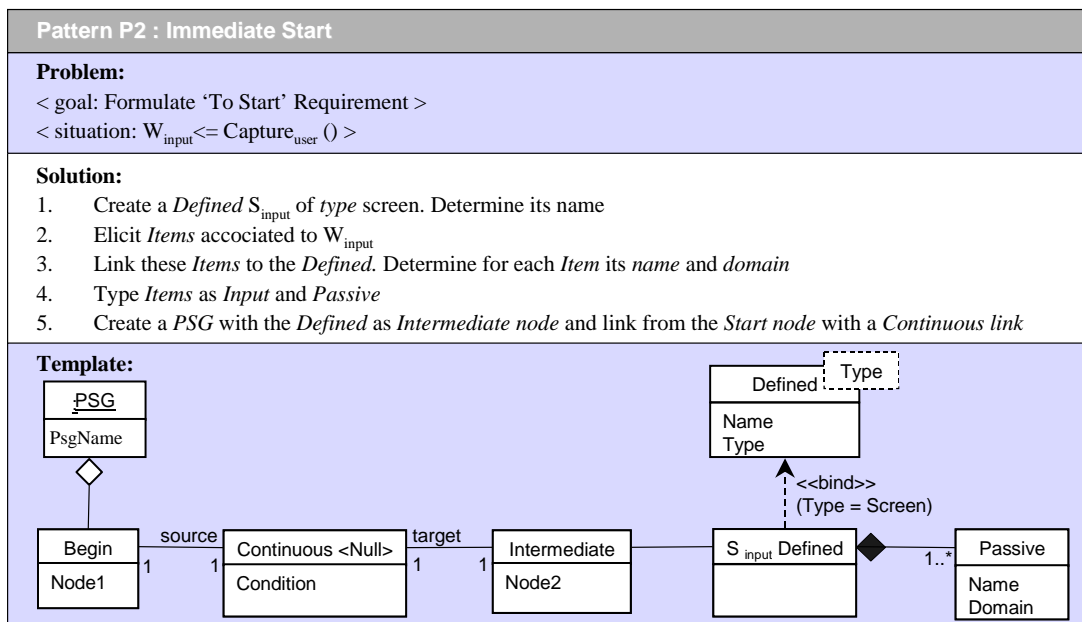 Pattern P2 : Immediate Start
Problem:
< goal: Formulate ‘To Start’ Requirement >
< situation: Winput<= Captureuser () >
Solution:
1. Create a Defined Sinput of type screen. Determine its name
2. Elicit Items accociated to Winput
3. Link these Items to the Defined. Determine for each Item its name and domain
4. Type Items as Input and Passive
5. Create a PSG with the Defined as Intermediate node and link from the Start node with a Continuous link
Template:
:PSG
PsgName
Defined
Type
Name
Type
<<bind>>
(Type = Screen)
Begin
Node1
source
1
1
Continuous <Null>
Condition
target
1
1
Intermediate
Node2
S input Defined
1..*
Passive
Name
Domain